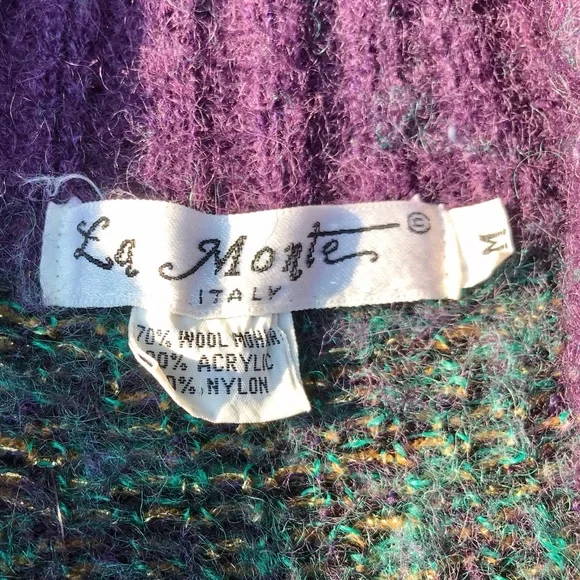 La Monte ®
ITALY
M
70% WOOL MOHAIR
% ACRYLIC
% NYLON